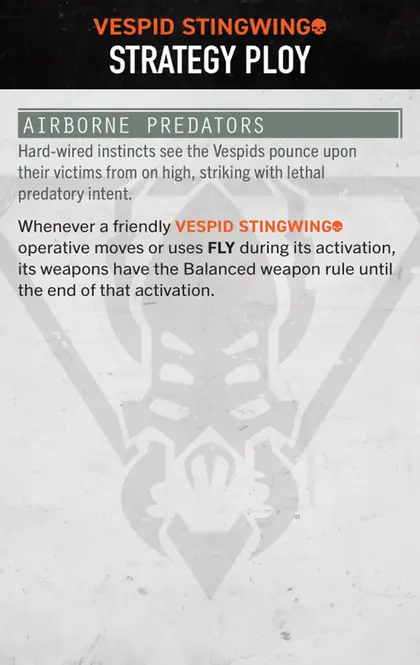 VESPID STINGWING
STRATEGY PLOY
AIRBORNE PREDATORS
Hard-wired instincts see the Vespids pounce upon
their victims from on high, striking with lethal
predatory intent.
Whenever a friendly VESPID STINGWING
operative moves or uses FLY during its activation,
its weapons have the Balanced weapon rule until
the end of that activation.